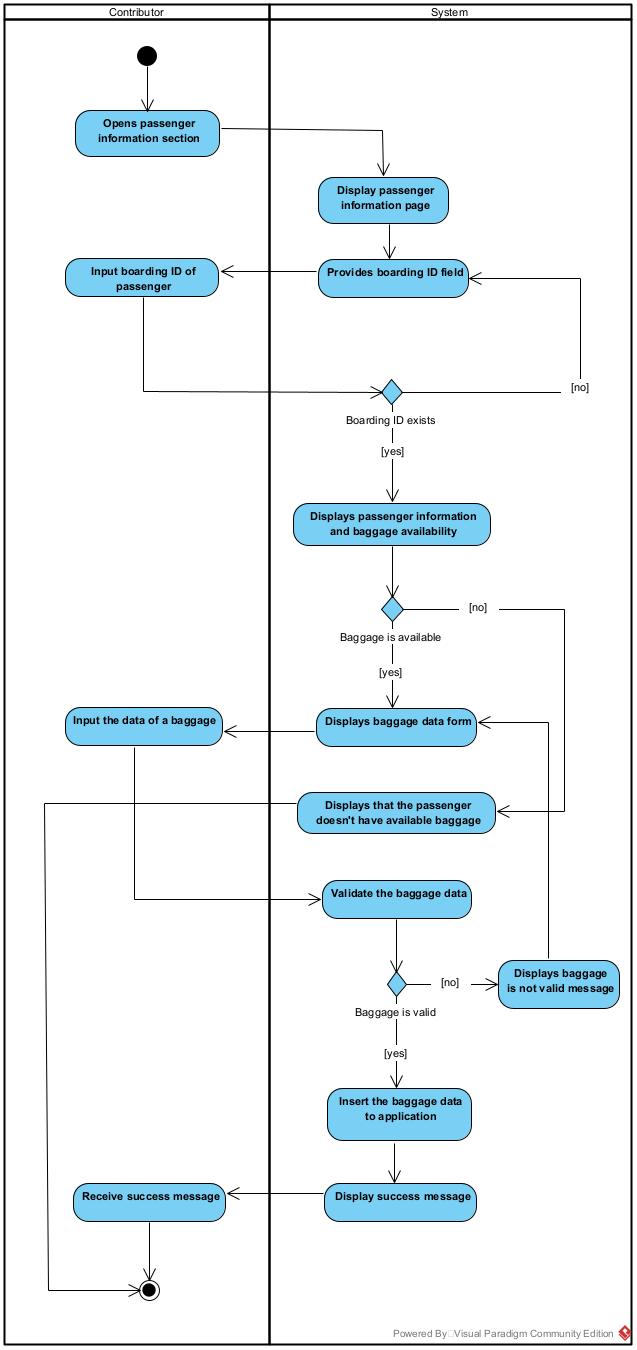 Contributor
System
Opens passenger
information section
Display passenger
information page
Input boarding ID of
passenger
Provides boarding ID field
[no]
Boarding ID exists
[yes]
Displays passenger information
and baggage availability
[no]
Baggage is available
[yes]
Input the data of a baggage
Displays baggage data form
Displays that the passenger
doesn't have available baggage
Validate the baggage data
[no]
Displays baggage
is not valid message
Baggage is valid
[yes]
Insert the baggage data
to application
Receive success message
Display success message
Powered By Visual Paradigm Community Edition